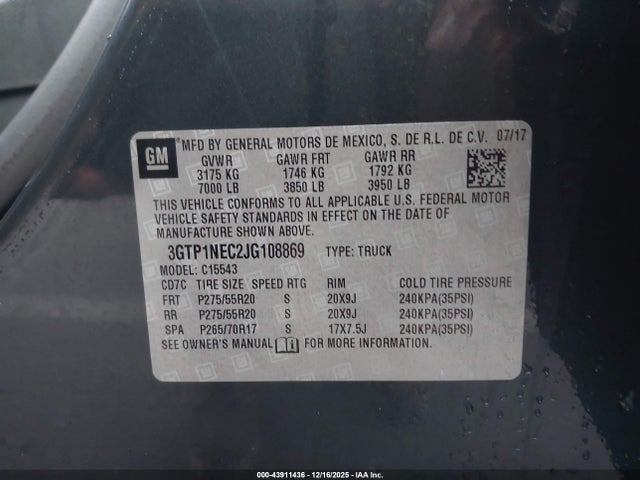 GM
MFD BY GENERAL MOTORS DE MEXICO, S. DE R.L. DE C.V. 07/17
GVWR GAWR FRT GAWR RR
3175 KG 1746 KG 1792 KG
7000 LB 3850 LB 3950 LB
THIS VEHICLE CONFORMS TO ALL APPLICABLE U.S. FEDERAL MOTOR
VEHICLE SAFETY STANDARDS IN EFFECT ON THE DATE OF
MANUFACTURE SHOWN ABOVE.
3GTP1NEC2JG108869 TYPE: TRUCK
MODEL: C15543
CD7C TIRE SIZE SPEED RTG RIM COLD TIRE PRESSURE
FRT P275/55R20 S 20X9J 240KPA(35PSI)
RR P275/55R20 S 20X9J 240KPA(35PSI)
SPA P265/70R17 S 17X7.5J 240KPA(35PSI)
SEE OWNER'S MANUAL FOR MORE INFORMATION.
000-43911436 - 12/16/2025 - IAA Inc.